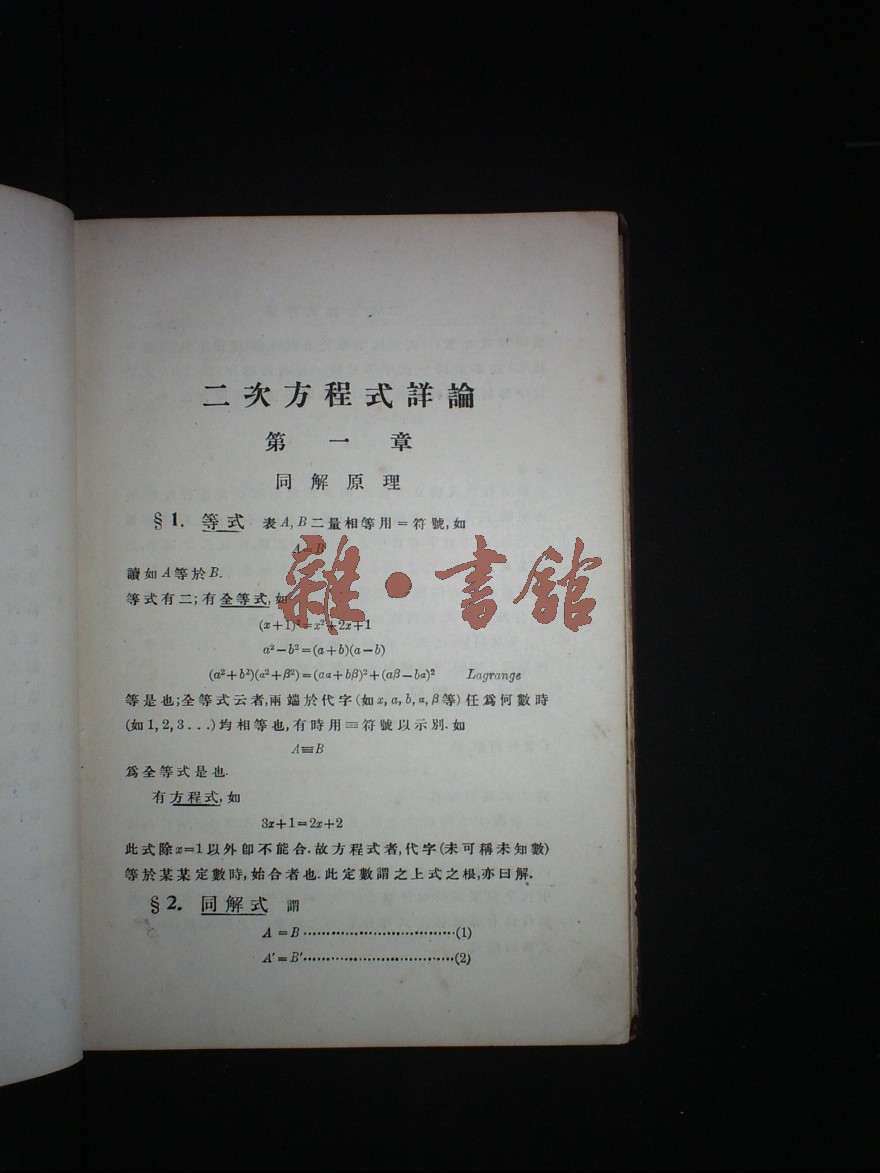 二次方程式詳論
第一章
同解原理
§1. 等式 表A,B二量相等用=符號,如
A=B
讀如A等於B.
等式有二;有全等式,如
(x+1)²=x²+2x+1
a²-b²=(a+b)(a-b)
(a²+b²)(α²+β²)=(aα+bβ)²+(aβ-bα)² Lagrange
等是也;全等式云者,兩端於代字(如x,a,b,α,β等)任爲何數時
(如1,2,3...)均相等也,有時用≡符號以示別.如
A≡B
爲全等式是也.
有方程式,如
3x+1=2x+2
此式除x=1以外卽不能合.故方程式者,代字(未可稱未知數)
等於某某定數時,始合者也.此定數謂之上式之根,亦曰解.
§2. 同解式 謂
A=B……………………………(1)
A'=B'……………………………(2)
雜·書館